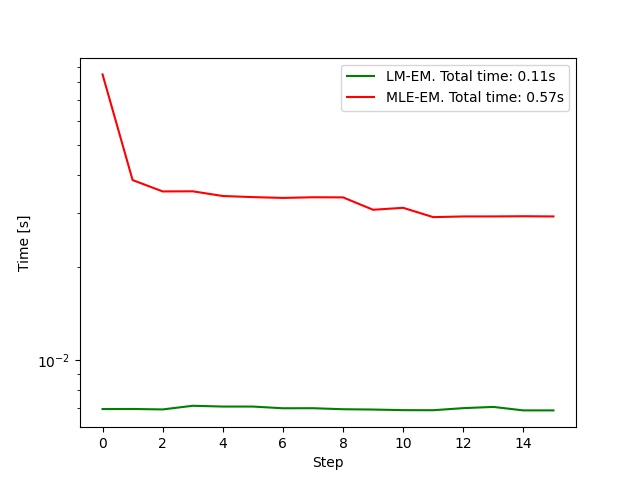 LM-EM. Total time: 0.11s
MLE-EM. Total time: 0.57s
Time [s]
10⁻²
0 2 4 6 8 10 12 14
Step